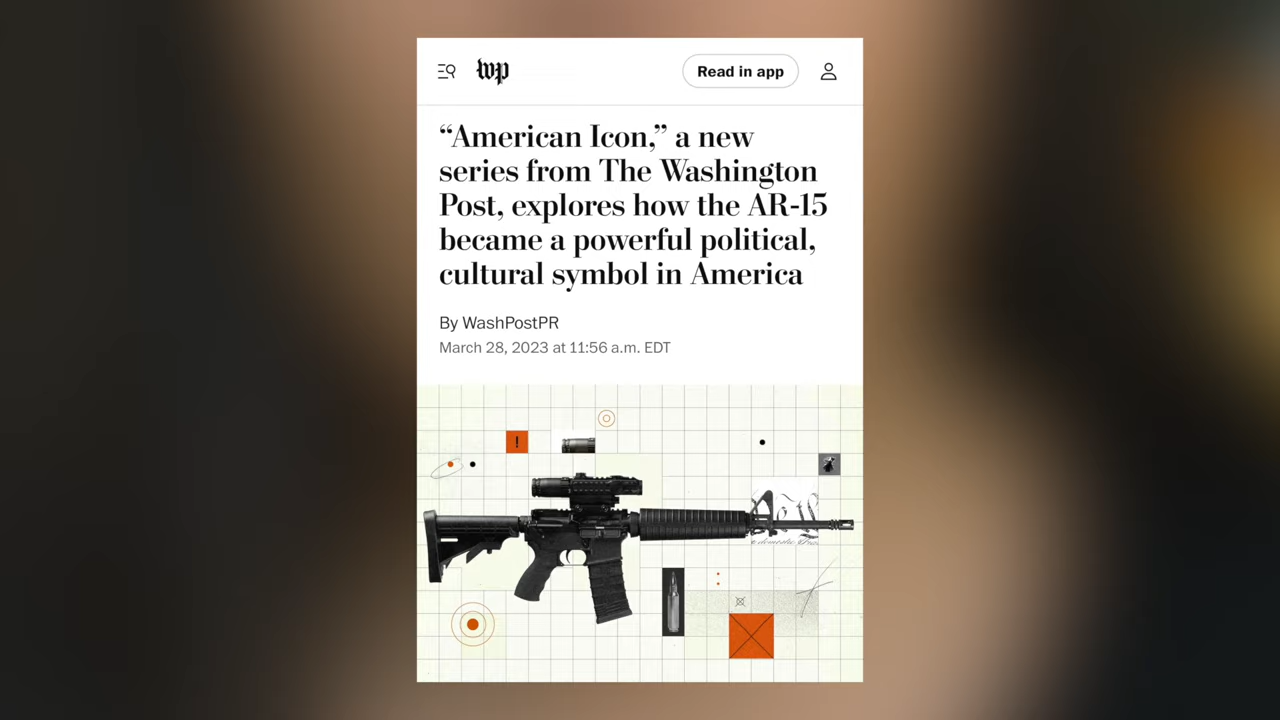 wp
Read in app
“American Icon,” a new
series from The Washington
Post, explores how the AR-15
became a powerful political,
cultural symbol in America
By WashPostPR
March 28, 2023 at 11:56 a.m. EDT
!